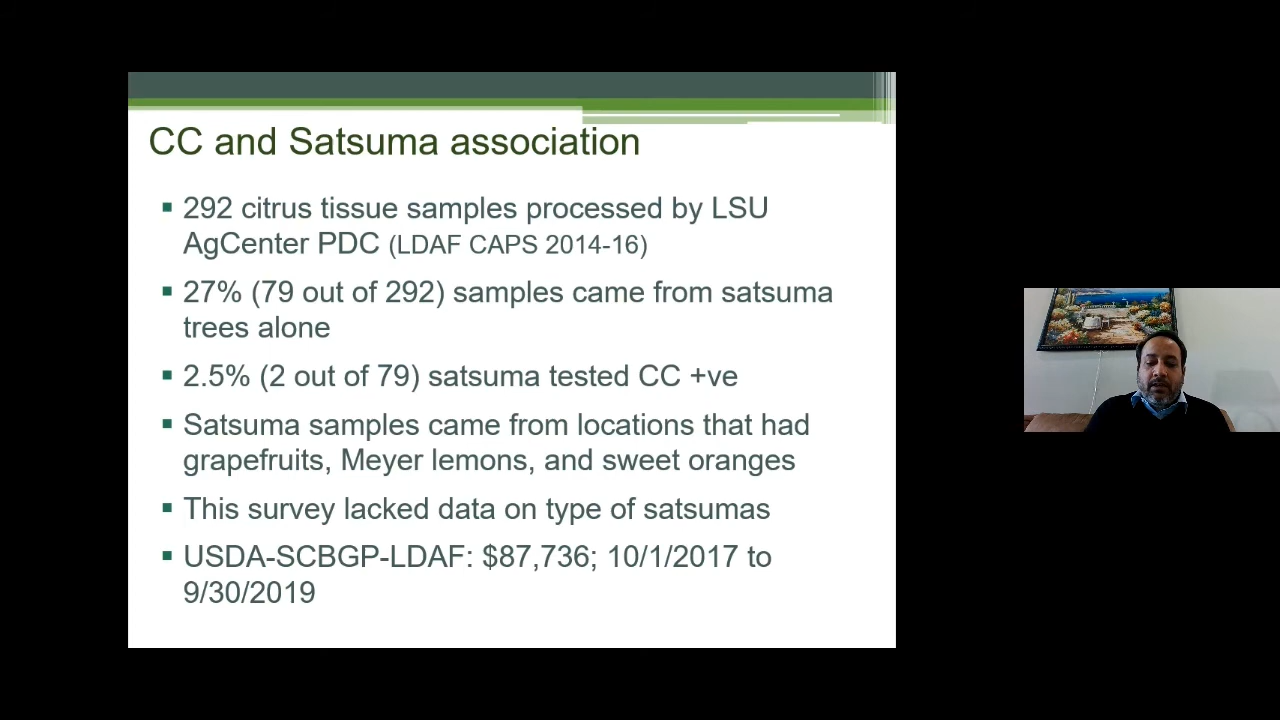 CC and Satsuma association
292 citrus tissue samples processed by LSU
AgCenter PDC (LDAF CAPS 2014-16)
27% (79 out of 292) samples came from satsuma
trees alone
2.5% (2 out of 79) satsuma tested CC +ve
Satsuma samples came from locations that had
grapefruits, Meyer lemons, and sweet oranges
This survey lacked data on type of satsumas
USDA-SCBGP-LDAF: $87,736; 10/1/2017 to
9/30/2019